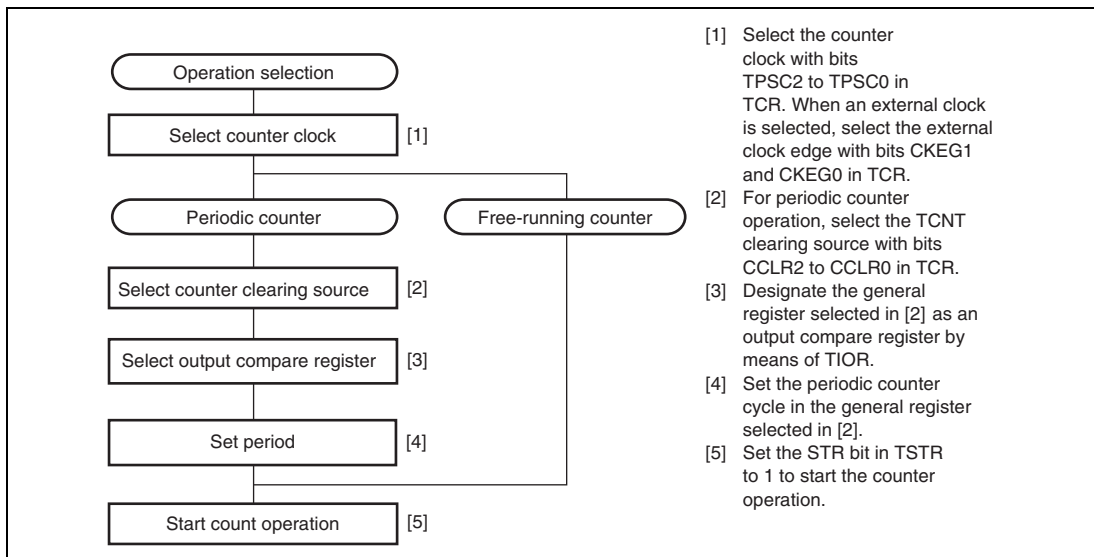 Operation selection
Select counter clock
[1]
Periodic counter
Free-running counter
Select counter clearing source
[2]
Select output compare register
[3]
Set period
[4]
Start count operation
[5]
[1] Select the counter
clock with bits
TPSC2 to TPSC0 in
TCR. When an external clock
is selected, select the external
clock edge with bits CKEG1
and CKEG0 in TCR.
[2] For periodic counter
operation, select the TCNT
clearing source with bits
CCLR2 to CCLR0 in TCR.
[3] Designate the general
register selected in [2] as an
output compare register by
means of TIOR.
[4] Set the periodic counter
cycle in the general register
selected in [2].
[5] Set the STR bit in TSTR
to 1 to start the counter
operation.